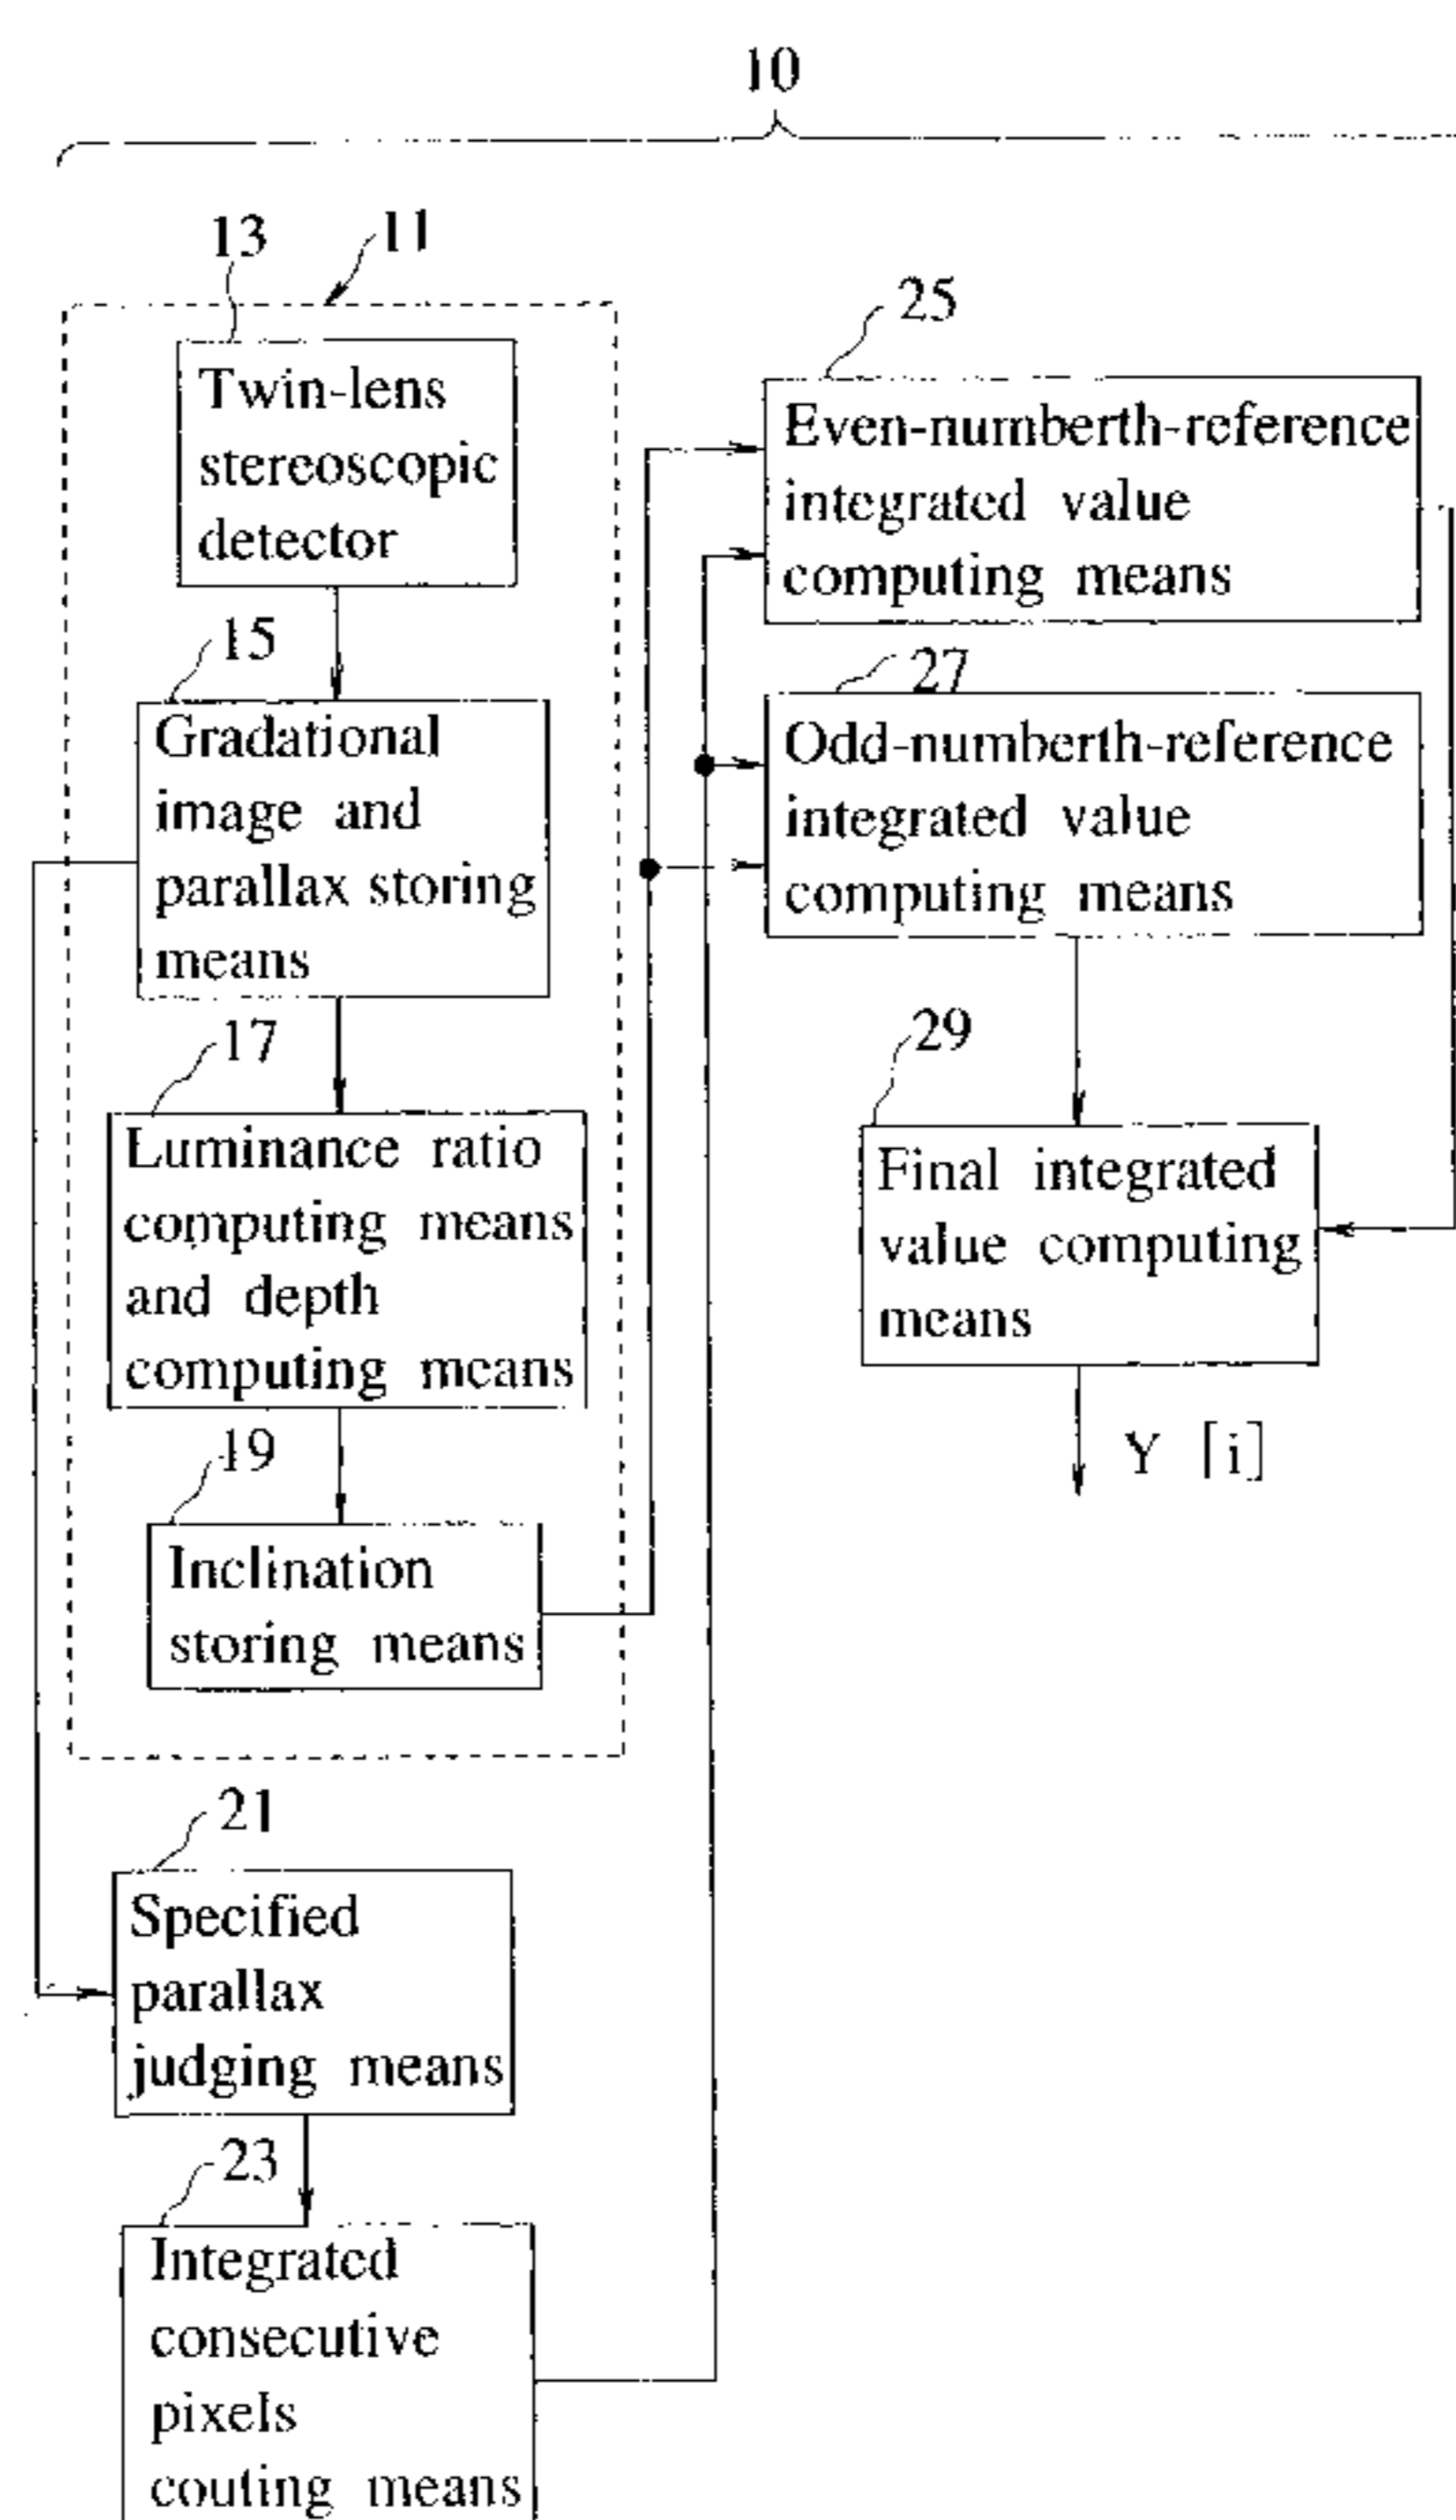 10
13
11
Twin-lens
stereoscopic
detector
15
Gradational
image and
parallax storing
means
17
Luminance ratio
computing means
and depth
computing means
19
Inclination
storing means
21
Specified
parallax
judging means
23
Integrated
consecutive
pixels
couting means
25
Even-numberth-reference
integrated value
computing means
27
Odd-numberth-reference
integrated value
computing means
29
Final integrated
value computing
means
Y [i]